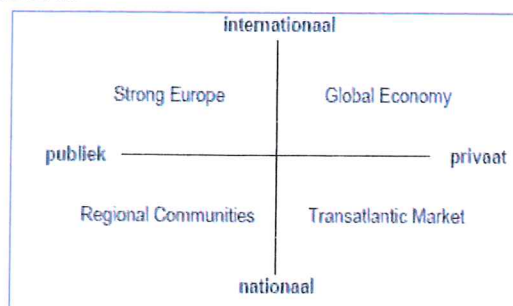 internationaal
Strong Europe Global Economy
publiek privaat
Regional Communities Transatlantic Market
nationaal